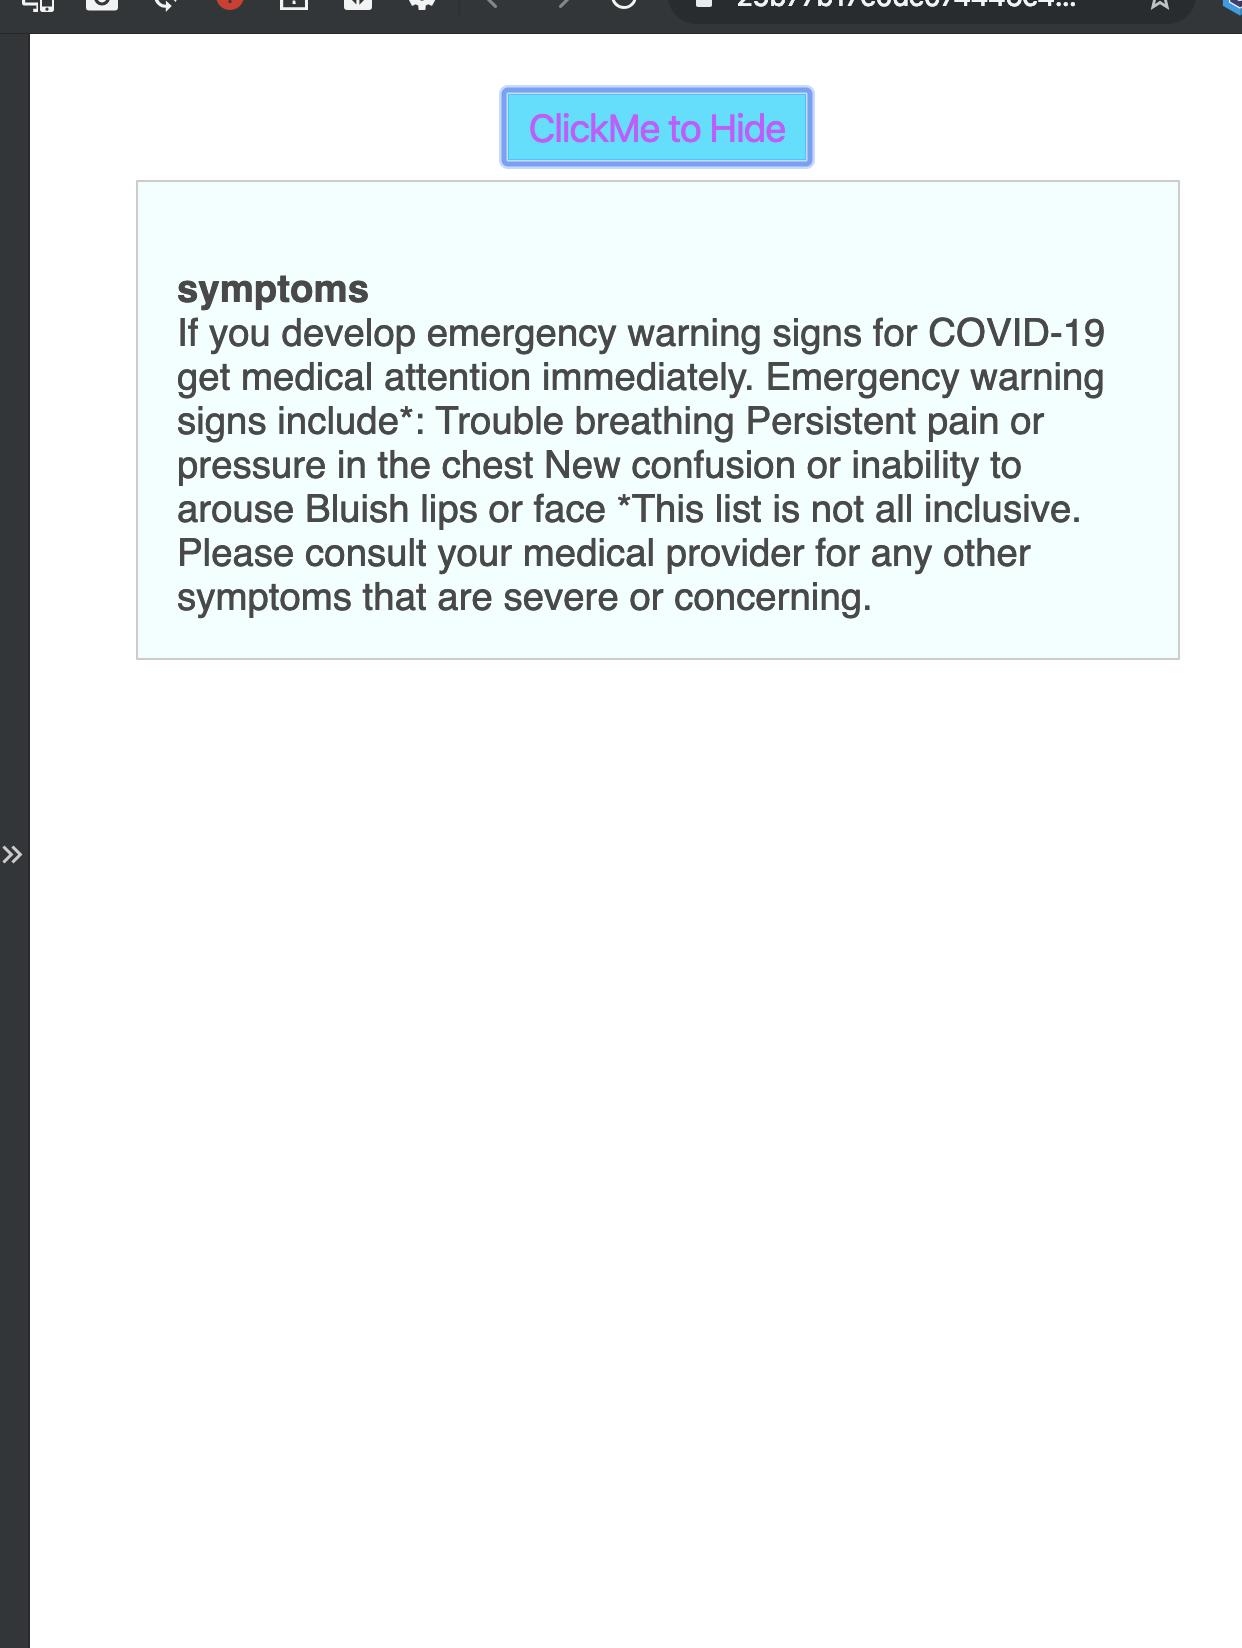 ClickMe to Hide
symptoms
If you develop emergency warning signs for COVID-19
get medical attention immediately. Emergency warning
signs include*: Trouble breathing Persistent pain or
pressure in the chest New confusion or inability to
arouse Bluish lips or face *This list is not all inclusive.
Please consult your medical provider for any other
symptoms that are severe or concerning.